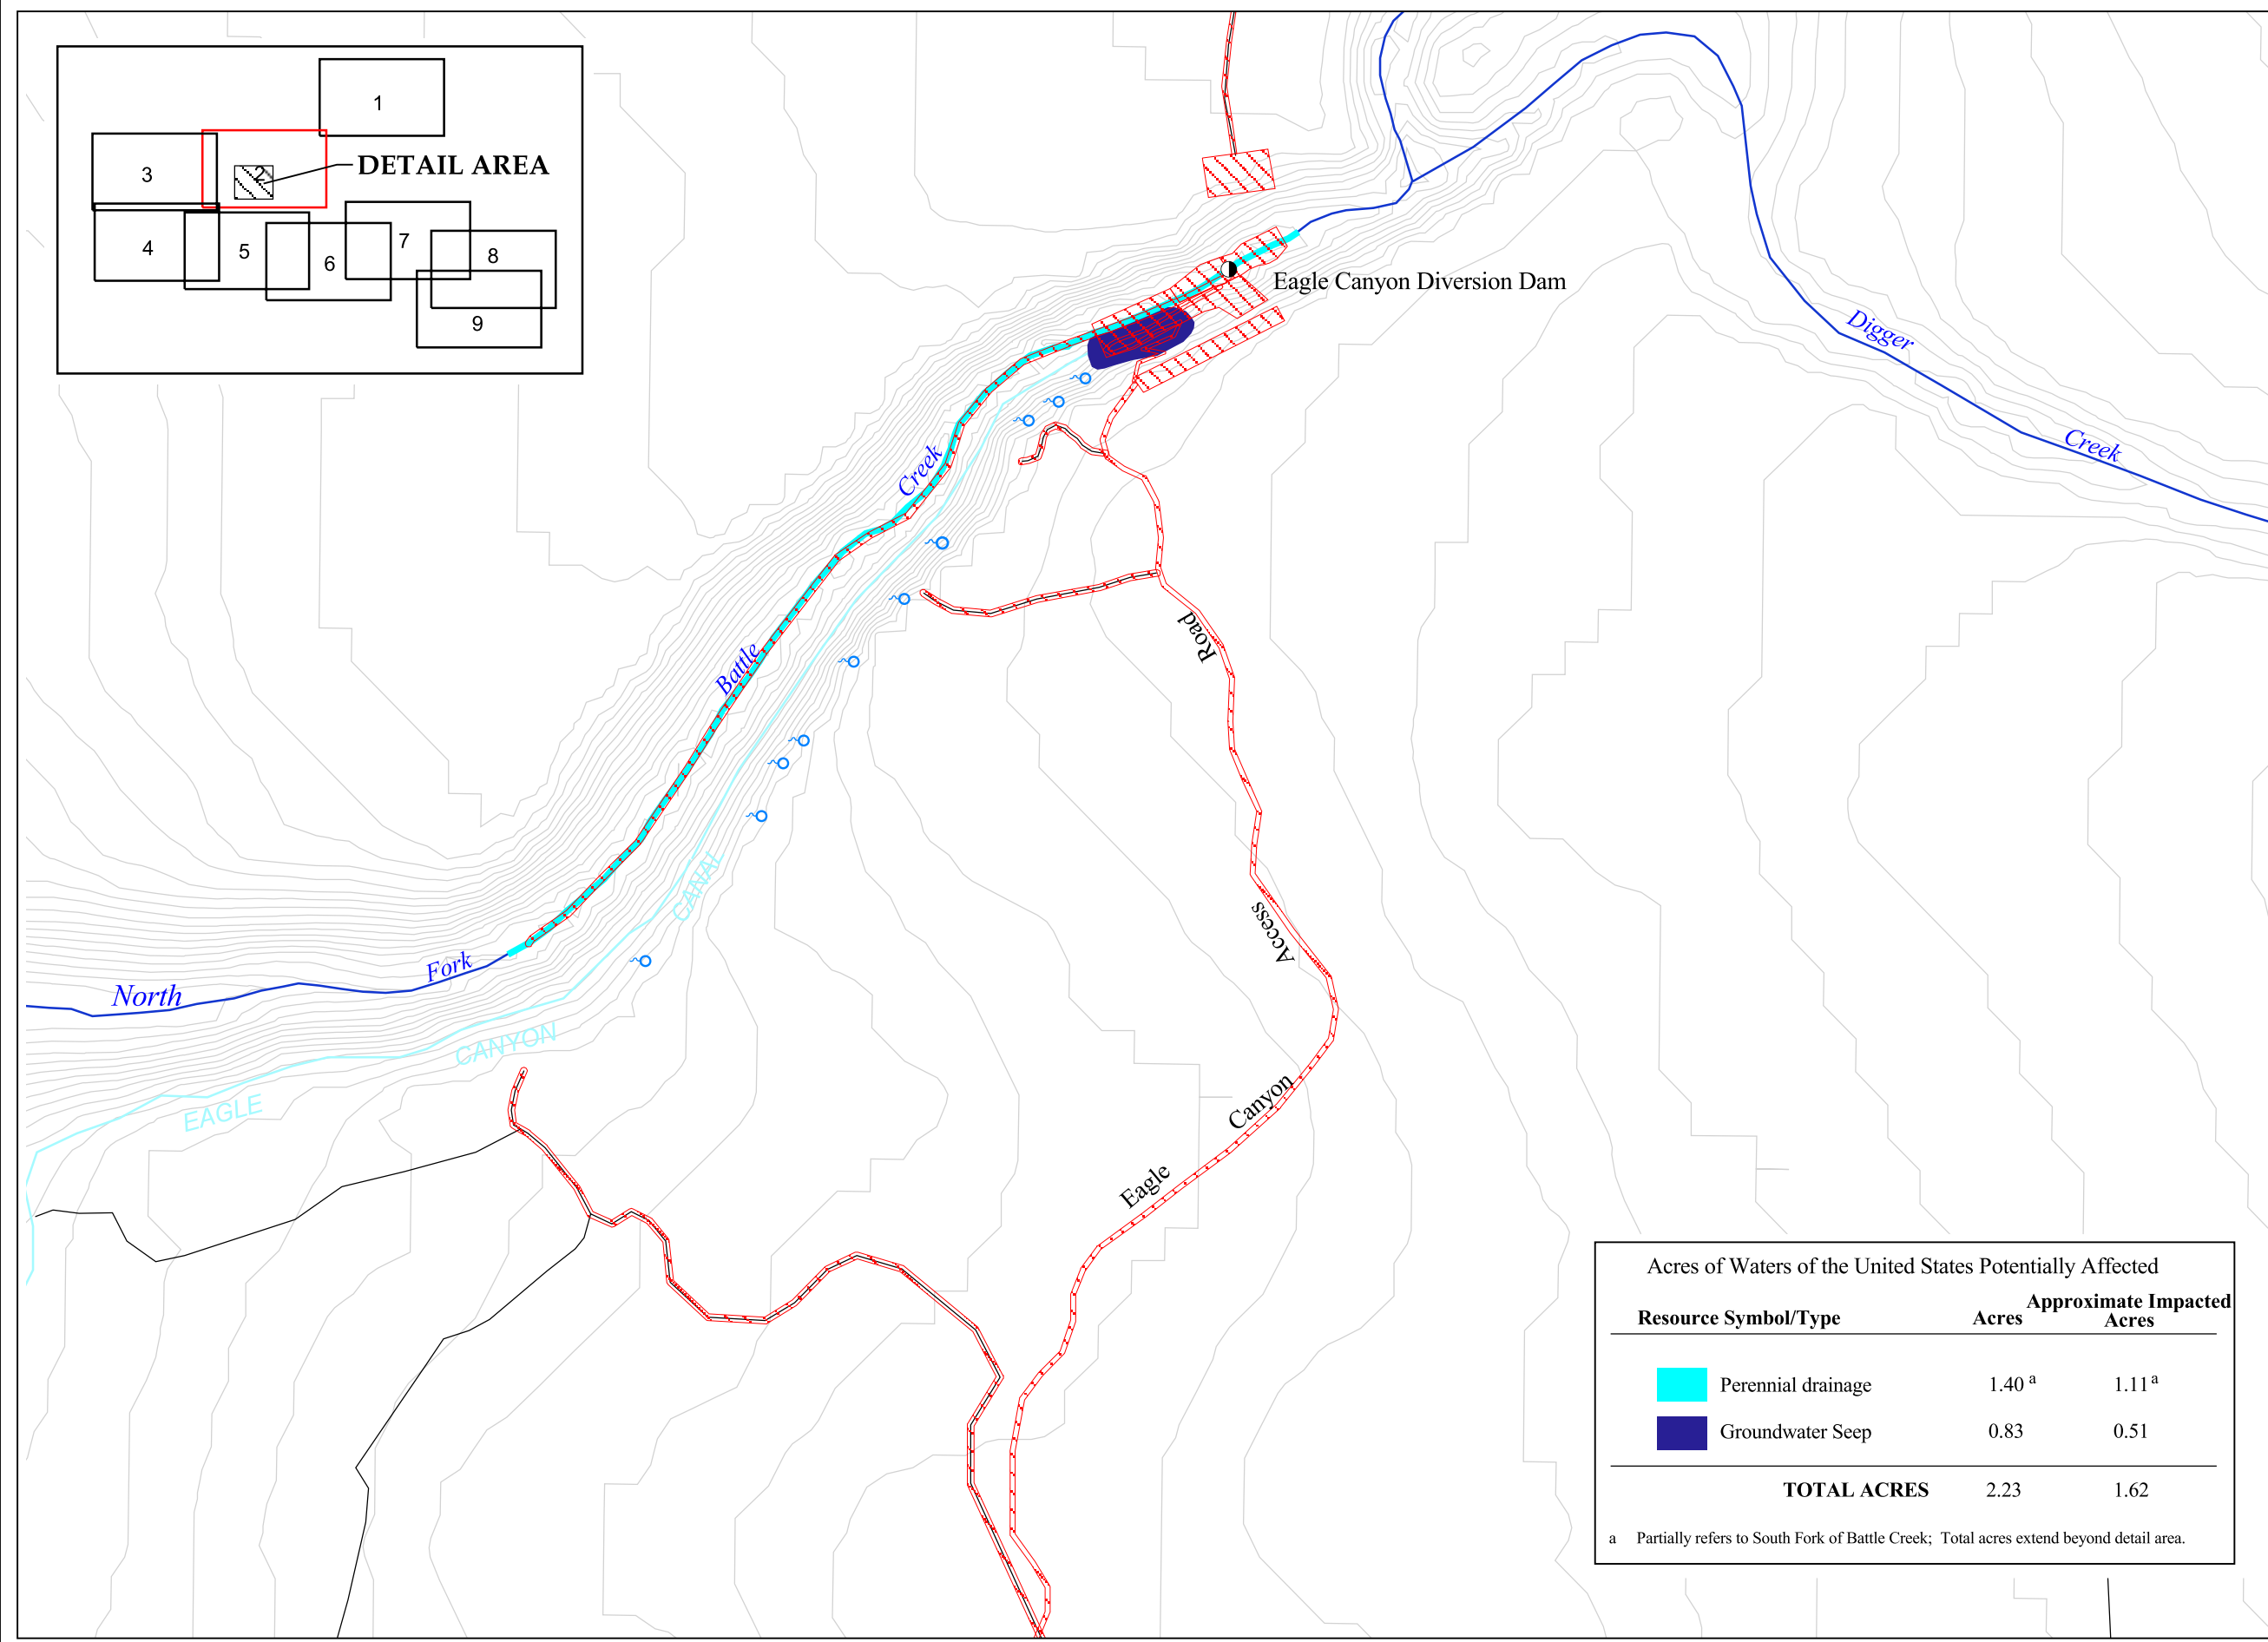 1
3
2
DETAIL AREA
4
5
6
7
8
9
Eagle Canyon Diversion Dam
Digger
Creek
Creek
Battle
Fork
North
CANAL
CANYON
EAGLE
Road
Access
Canyon
Eagle
Acres of Waters of the United States Potentially Affected
Resource Symbol/Type Acres Approximate Impacted Acres
Perennial drainage 1.40 a 1.11 a
Groundwater Seep 0.83 0.51
TOTAL ACRES 2.23 1.62
a Partially refers to South Fork of Battle Creek; Total acres extend beyond detail area.